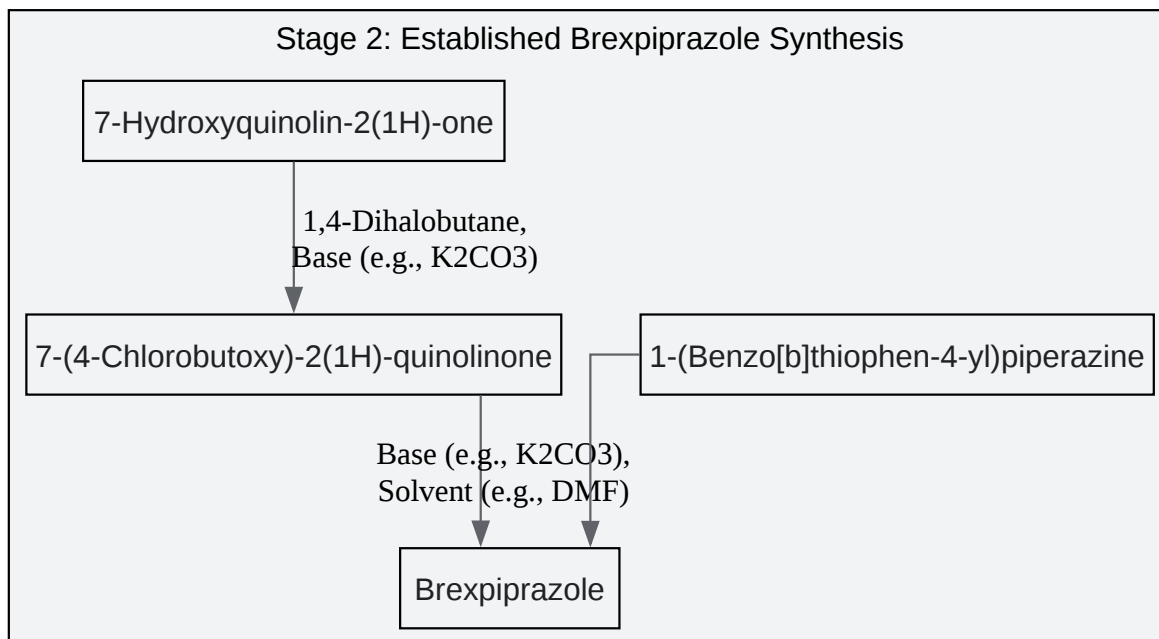 Stage 2: Established Brexpiprazole Synthesis
7-Hydroxyquinolin-2(1H)-one
1,4-Dihalobutane,
Base (e.g., K2CO3)
7-(4-Chlorobutoxy)-2(1H)-quinolinone
1-(Benzo[b]thiophen-4-yl)piperazine
Base (e.g., K2CO3),
Solvent (e.g., DMF)
Brexpiprazole